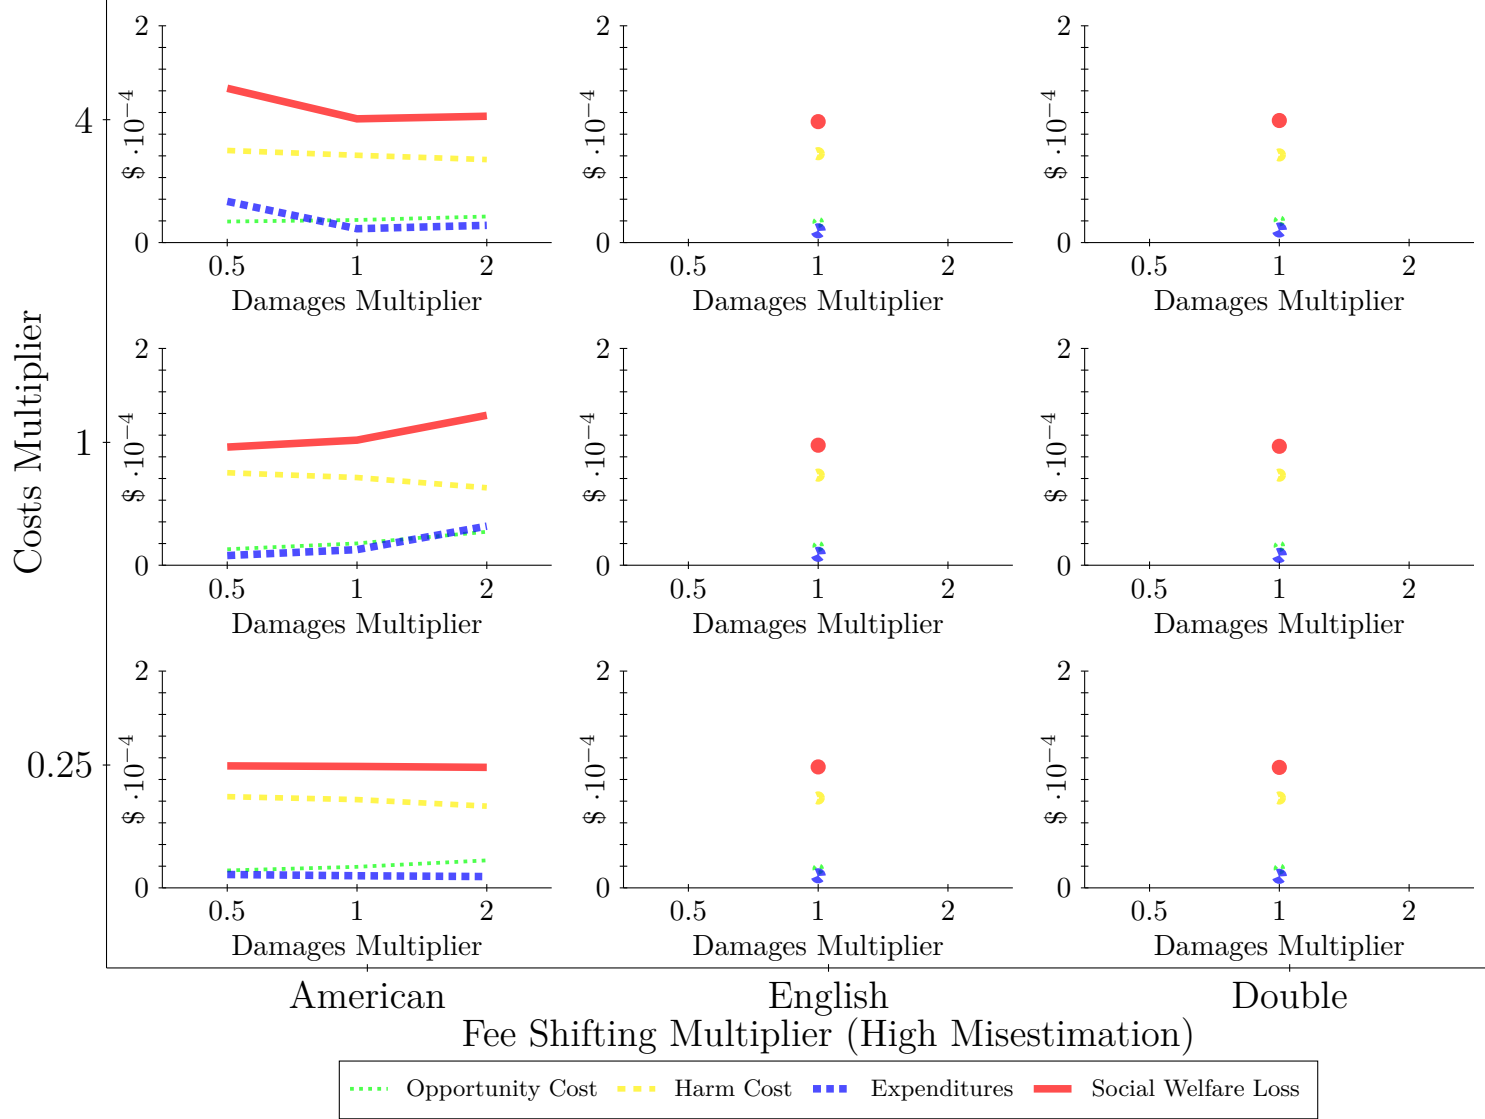 Costs Multiplier
4
2
$ ·10−4
0
0.5 1 2
Damages Multiplier
2
$ ·10−4
0
0.5 1 2
Damages Multiplier
2
$ ·10−4
0
0.5 1 2
Damages Multiplier
1
2
$ ·10−4
0
0.5 1 2
Damages Multiplier
2
$ ·10−4
0
0.5 1 2
Damages Multiplier
2
$ ·10−4
0
0.5 1 2
Damages Multiplier
0.25
2
$ ·10−4
0
0.5 1 2
Damages Multiplier
2
$ ·10−4
0
0.5 1 2
Damages Multiplier
2
$ ·10−4
0
0.5 1 2
Damages Multiplier
American English Double
Fee Shifting Multiplier (High Misestimation)
Opportunity Cost Harm Cost Expenditures Social Welfare Loss